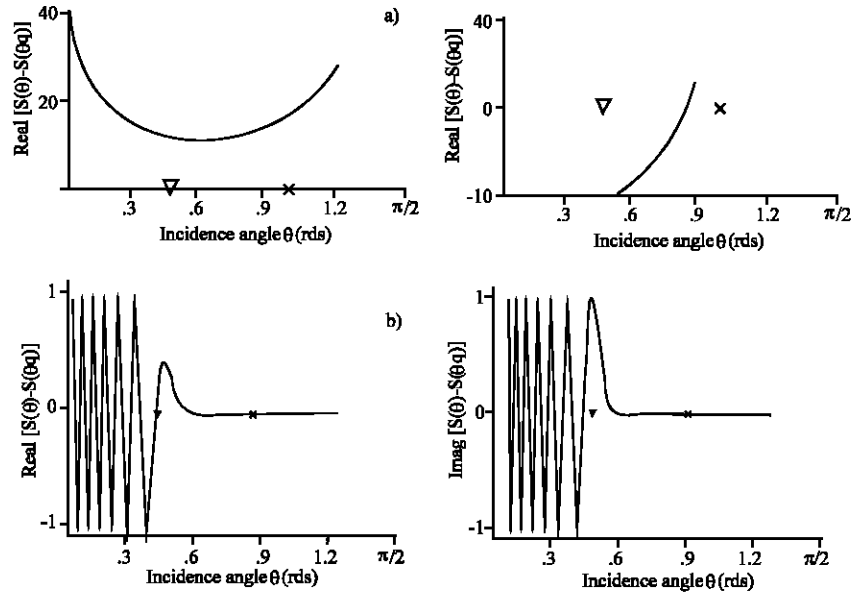 a)
Real [S(θ)-S(θq)]
40
20
.3 .6 .9 1.2 π/2
Incidence angle θ (rds)
Real [S(θ)-S(θq)]
40
0
-10
.3 .6 .9 1.2 π/2
Incidence angle θ (rds)
b)
Real [S(θ)-S(θq)]
1
0
-1
.3 .6 .9 1.2 π/2
Incidence angle θ (rds)
Imag [S(θ)-S(θq)]
1
0
-1
.3 .6 .9 1.2 π/2
Incidence angle θ (rds)